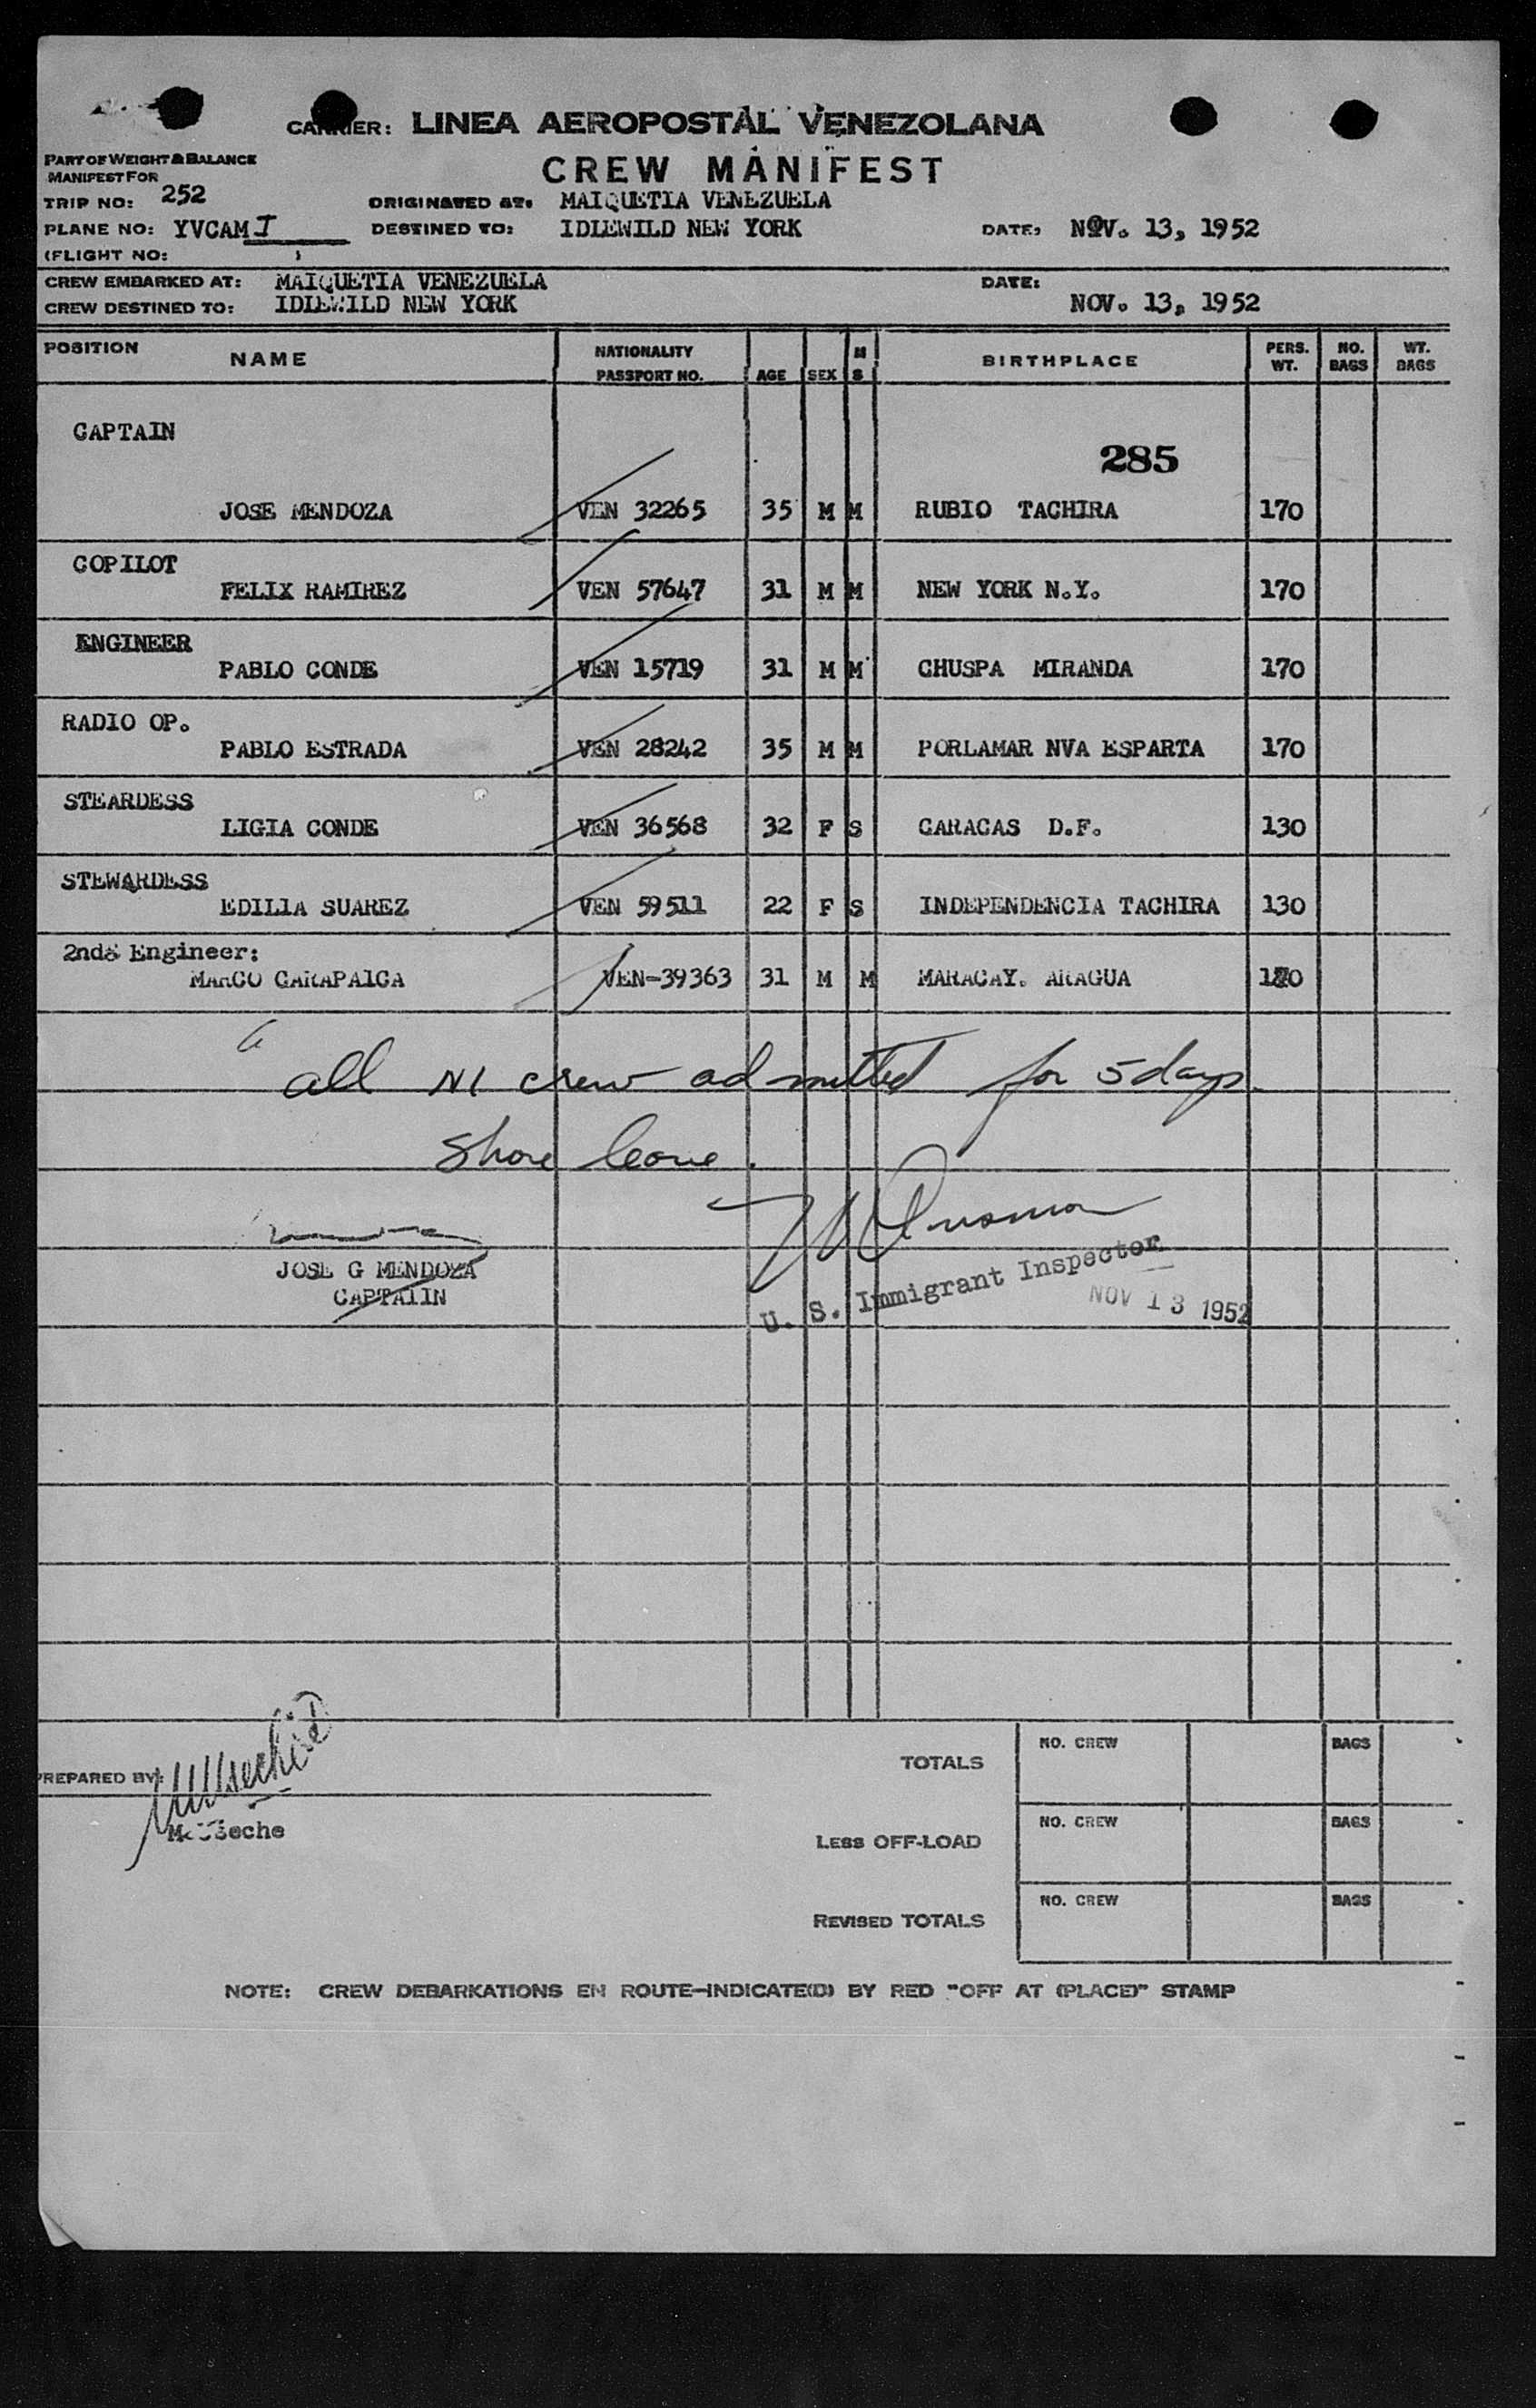 CARRIER: LINEA AEROPOSTAL VENEZOLANA
CREW MANIFEST
PART OF WEIGHT & BALANCE
MANIFEST FOR
TRIP NO: 252 ORIGINATED AT: MAIQUETIA VENEZUELA
PLANE NO: YVCAMJ DESTINED TO: IDLEWILD NEW YORK DATE: NOV. 13, 1952
(FLIGHT NO: )
CREW EMBARKED AT: MAIQUETIA VENEZUELA DATE:
CREW DESTINED TO: IDLEWILD NEW YORK NOV. 13, 1952
POSITION NAME NATIONALITY PASSPORT NO. AGE SEX M S BIRTHPLACE PERS. WT. NO. BAGS WT. BAGS
CAPTAIN
285
JOSE MENDOZA VEN 32265 35 M M RUBIO TACHIRA 170
COPILOT
FELIX RAMIREZ VEN 57647 31 M M NEW YORK N.Y. 170
ENGINEER
PABLO CONDE VEN 15719 31 M M CHUSPA MIRANDA 170
RADIO OP.
PABLO ESTRADA VEN 28242 35 M M PORLAMAR NVA ESPARTA 170
STEARDESS
LIGIA CONDE VEN 36568 32 F S CARACAS D.F. 130
STEWARDESS
EDILIA SUAREZ VEN 59511 22 F S INDEPENDENCIA TACHIRA 130
2nd& Engineer:
MARCO CARAPAICA VEN-39363 31 M M MARACAY. ARAGUA
all NI crew admitted for 5 days
shore leave.
JOSE G MENDOZA
CAPTAIIN
U. S. Immigrant Inspector
NOV 13 1952
PREPARED BY:
TOTALS NO. CREW BAGS
LESS OFF-LOAD NO. CREW BAGS
REVISED TOTALS NO. CREW BAGS
NOTE: CREW DEBARKATIONS EN ROUTE-INDICATE(D) BY RED "OFF AT (PLACE)" STAMP